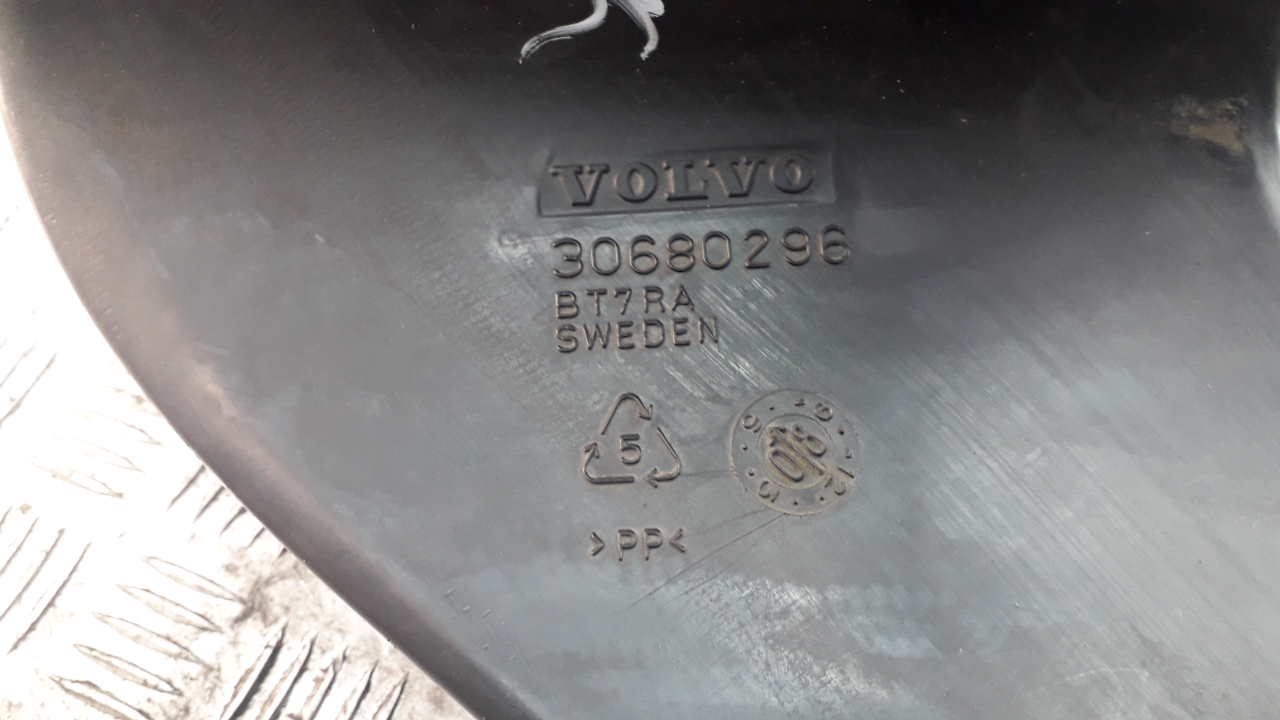 VOLVO
30680296
BT7RA
SWEDEN
5
>PP<